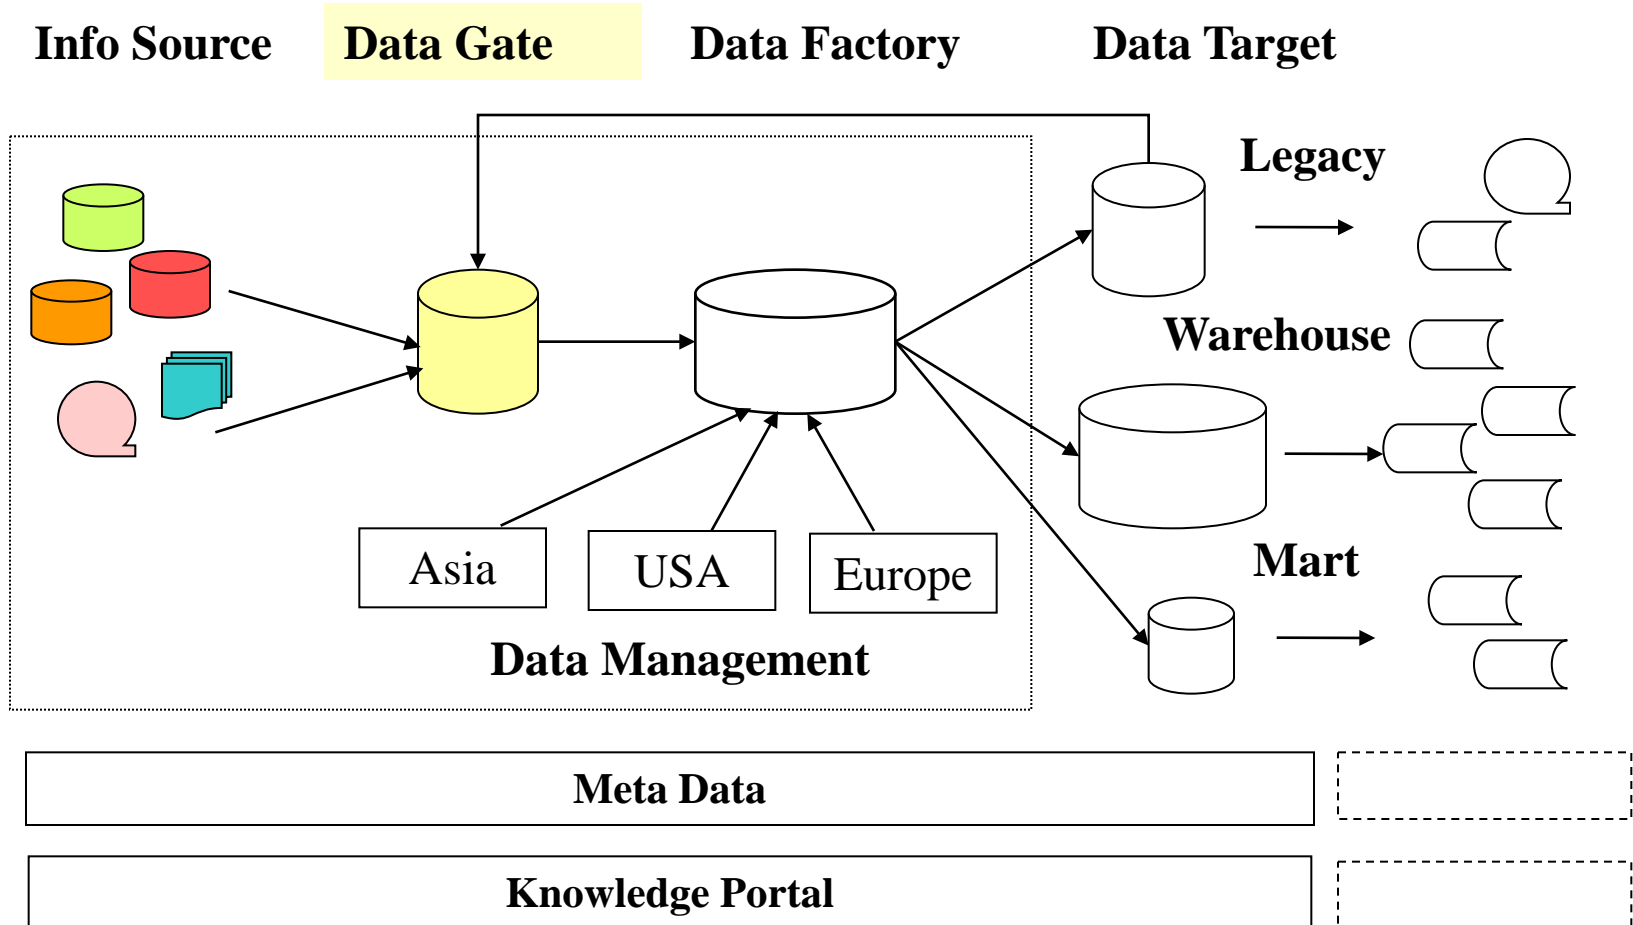 Info Source
Data Gate
Data Factory
Data Target
Legacy
Warehouse
Asia
USA
Europe
Mart
Data Management
Meta Data
Knowledge Portal